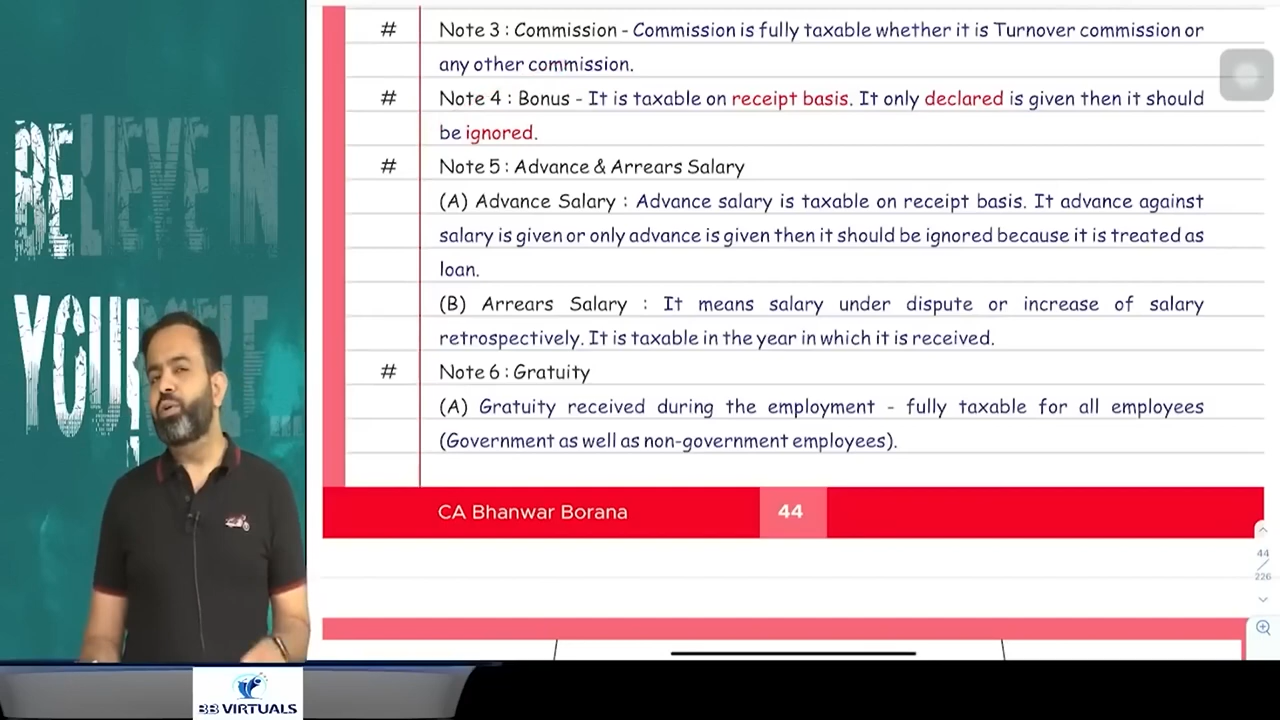 BELIEVE IN
YOU
# Note 3 : Commission - Commission is fully taxable whether it is Turnover commission or
any other commission.
# Note 4 : Bonus - It is taxable on receipt basis. It only declared is given then it should
be ignored.
# Note 5 : Advance & Arrears Salary
(A) Advance Salary : Advance salary is taxable on receipt basis. It advance against
salary is given or only advance is given then it should be ignored because it is treated as
loan.
(B) Arrears Salary : It means salary under dispute or increase of salary
retrospectively. It is taxable in the year in which it is received.
# Note 6 : Gratuity
(A) Gratuity received during the employment - fully taxable for all employees
(Government as well as non-government employees).
CA Bhanwar Borana 44
44
/
226
BB VIRTUALS